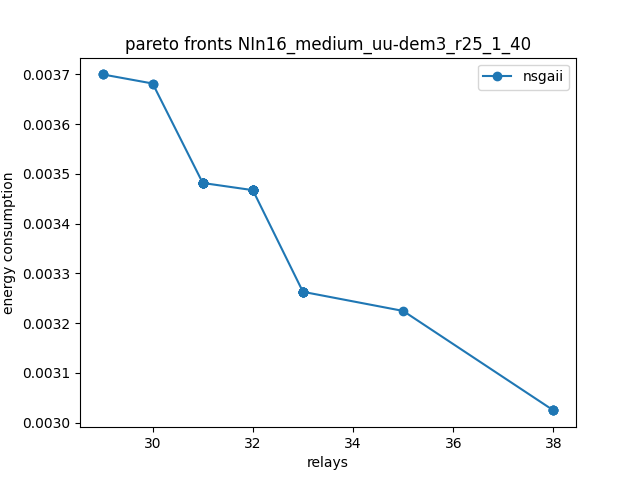 pareto fronts NIn16_medium_uu-dem3_r25_1_40
nsgaii
0.0037
0.0036
0.0035
0.0034
0.0033
0.0032
0.0031
0.0030
energy consumption
30 32 34 36 38
relays